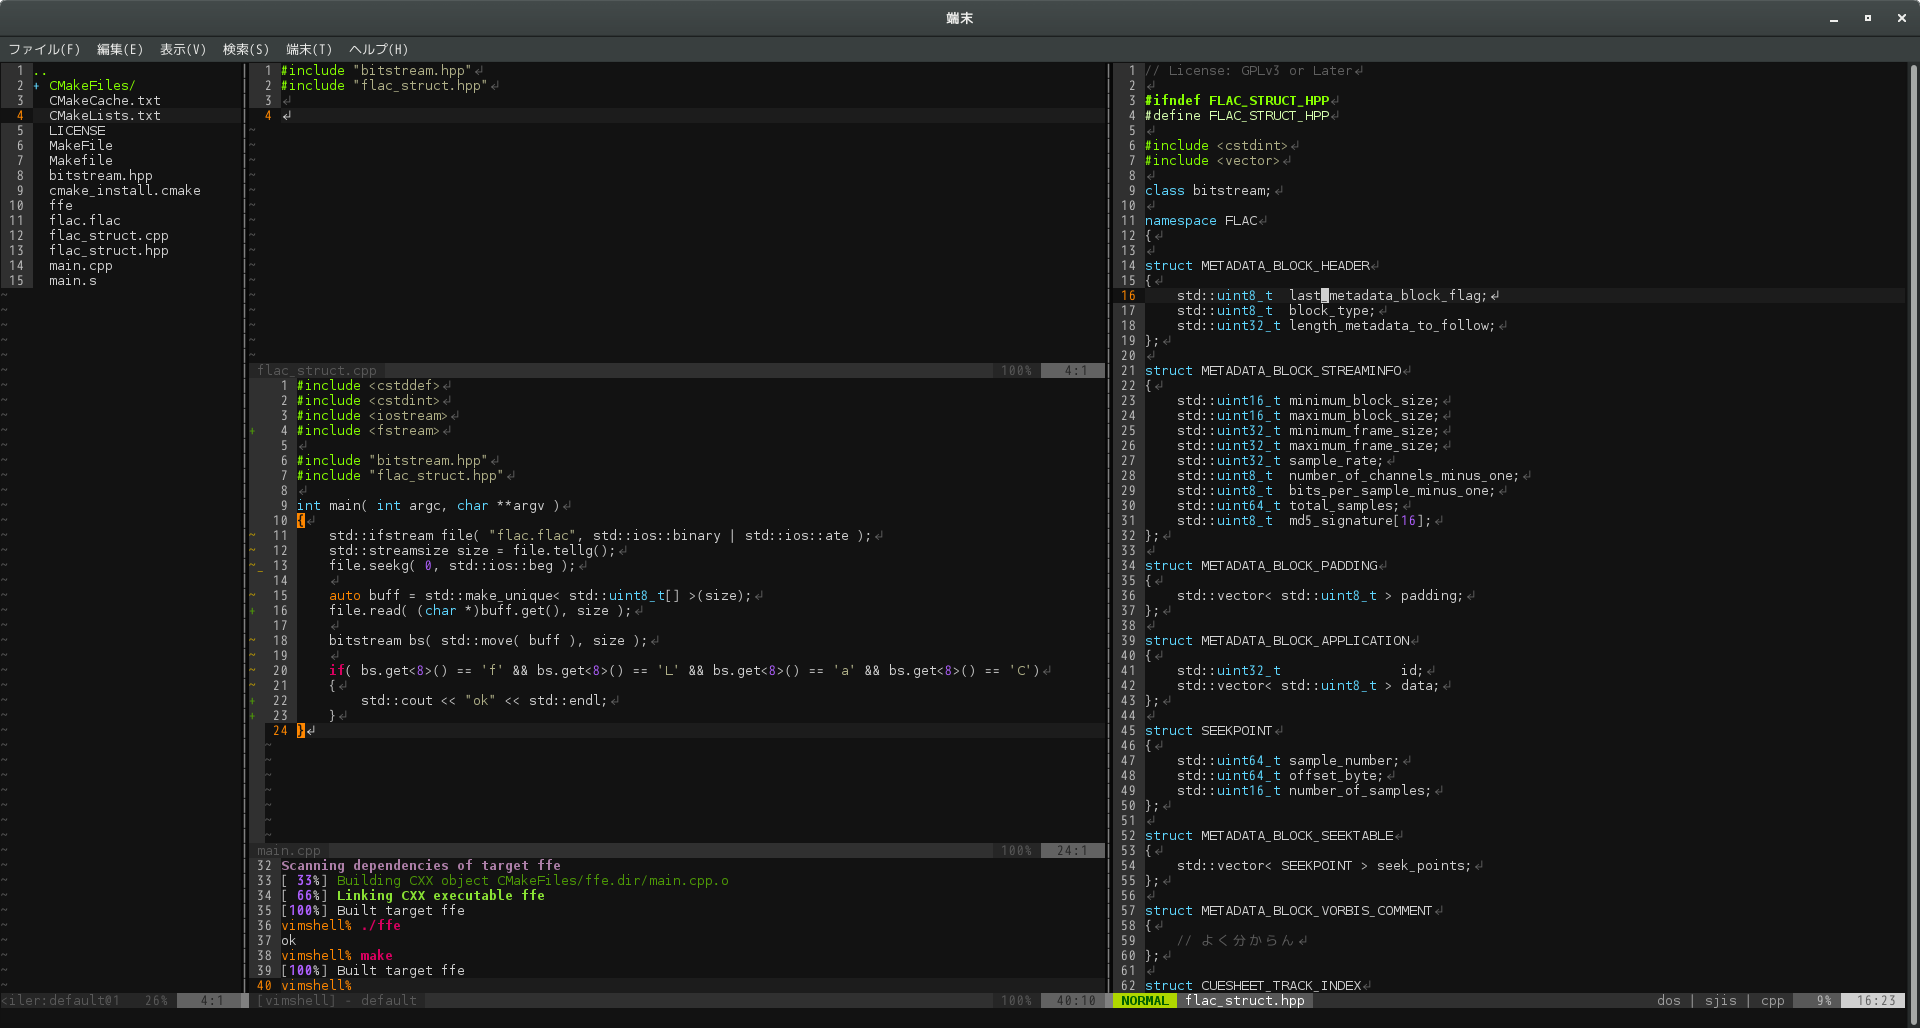 端末
ファイル(F) 編集(E) 表示(V) 検索(S) 端末(T) ヘルプ(H)
1 ..
2 + CMakeFiles/
3 CMakeCache.txt
4 CMakeLists.txt
5 LICENSE
6 MakeFile
7 Makefile
8 bitstream.hpp
9 cmake_install.cmake
10 ffe
11 flac.flac
12 flac_struct.cpp
13 flac_struct.hpp
14 main.cpp
15 main.s
<iler:default01 26% 4:1
1 #include "bitstream.hpp"
2 #include "flac_struct.hpp"
3
4
flac_struct.cpp 100% 4:1
1 #include <cstddef>
2 #include <cstdint>
3 #include <iostream>
+ 4 #include <fstream>
5
6 #include "bitstream.hpp"
7 #include "flac_struct.hpp"
8
9 int main( int argc, char **argv )
10 {
~ 11 std::ifstream file( "flac.flac", std::ios::binary | std::ios::ate );
~ 12 std::streamsize size = file.tellg();
~_ 13 file.seekg( 0, std::ios::beg );
14
~ 15 auto buff = std::make_unique< std::uint8_t[] >(size);
+ 16 file.read( (char *)buff.get(), size );
17
~ 18 bitstream bs( std::move( buff ), size );
~ 19
~ 20 if( bs.get<8>() == 'f' && bs.get<8>() == 'L' && bs.get<8>() == 'a' && bs.get<8>() == 'C')
~ 21 {
+ 22 std::cout << "ok" << std::endl;
+ 23 }
24 }
main.cpp 100% 24:1
32 Scanning dependencies of target ffe
33 [ 33%] Building CXX object CMakeFiles/ffe.dir/main.cpp.o
34 [ 66%] Linking CXX executable ffe
35 [100%] Built target ffe
36 vimshell% ./ffe
37 ok
38 vimshell% make
39 [100%] Built target ffe
40 vimshell%
[vimshell] - default 100% 40:10
1 // License: GPLv3 or Later
2
3 #ifndef FLAC_STRUCT_HPP
4 #define FLAC_STRUCT_HPP
5
6 #include <cstdint>
7 #include <vector>
8
9 class bitstream;
10
11 namespace FLAC
12 {
13
14 struct METADATA_BLOCK_HEADER
15 {
16 std::uint8_t last_metadata_block_flag;
17 std::uint8_t block_type;
18 std::uint32_t length_metadata_to_follow;
19 };
20
21 struct METADATA_BLOCK_STREAMINFO
22 {
23 std::uint16_t minimum_block_size;
24 std::uint16_t maximum_block_size;
25 std::uint32_t minimum_frame_size;
26 std::uint32_t maximum_frame_size;
27 std::uint32_t sample_rate;
28 std::uint8_t number_of_channels_minus_one;
29 std::uint8_t bits_per_sample_minus_one;
30 std::uint64_t total_samples;
31 std::uint8_t md5_signature[16];
32 };
33
34 struct METADATA_BLOCK_PADDING
35 {
36 std::vector< std::uint8_t > padding;
37 };
38
39 struct METADATA_BLOCK_APPLICATION
40 {
41 std::uint32_t id;
42 std::vector< std::uint8_t > data;
43 };
44
45 struct SEEKPOINT
46 {
47 std::uint64_t sample_number;
48 std::uint64_t offset_byte;
49 std::uint16_t number_of_samples;
50 };
51
52 struct METADATA_BLOCK_SEEKTABLE
53 {
54 std::vector< SEEKPOINT > seek_points;
55 };
56
57 struct METADATA_BLOCK_VORBIS_COMMENT
58 {
59 // よく分からん
60 };
61
62 struct CUESHEET_TRACK_INDEX
NORMAL flac_struct.hpp dos | sjis | cpp 9% 16:23